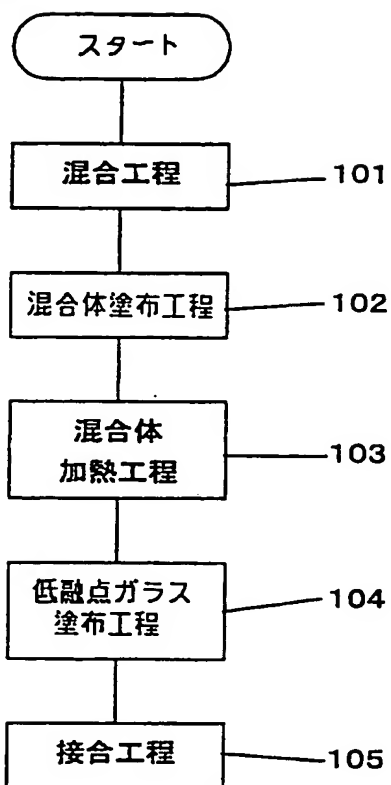 スタート
混合工程
101
混合体塗布工程
102
混合体
加熱工程
103
低融点ガラス
塗布工程
104
接合工程
105